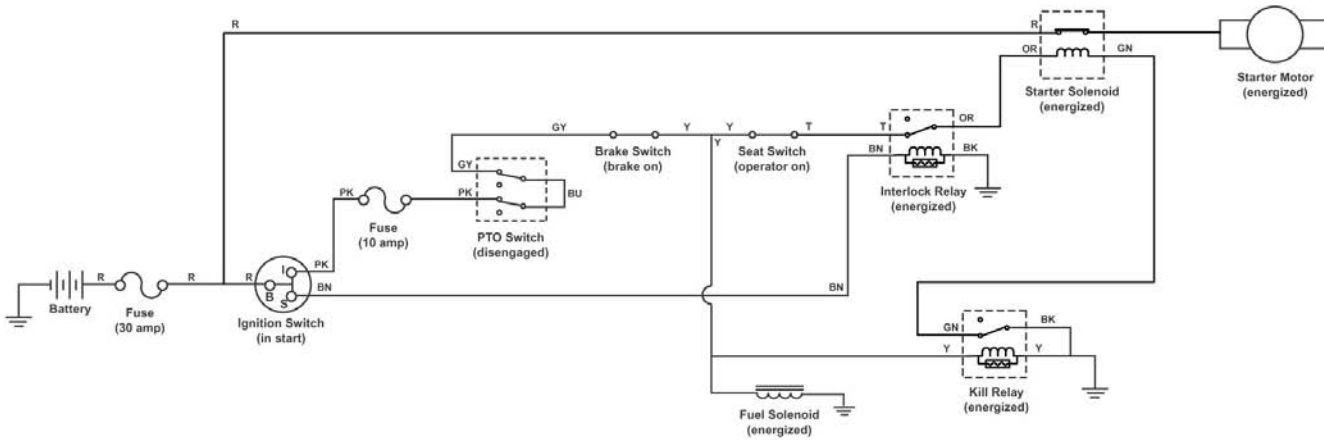 R
R
Starter Motor
(energized)
OR
GN
Starter Solenoid
(energized)
GY
Y
Y
T
T
OR
Y
Brake Switch
(brake on)
Seat Switch
(operator on)
BN
BK
Interlock Relay
(energized)
GY
BU
PK
PK
Fuse
(10 amp)
PTO Switch
(disengaged)
PK
I
R
R
R
B
S
BN
BN
Battery
Fuse
(30 amp)
Ignition Switch
(in start)
GN
BK
Y
Y
Kill Relay
(energized)
Fuel Solenoid
(energized)